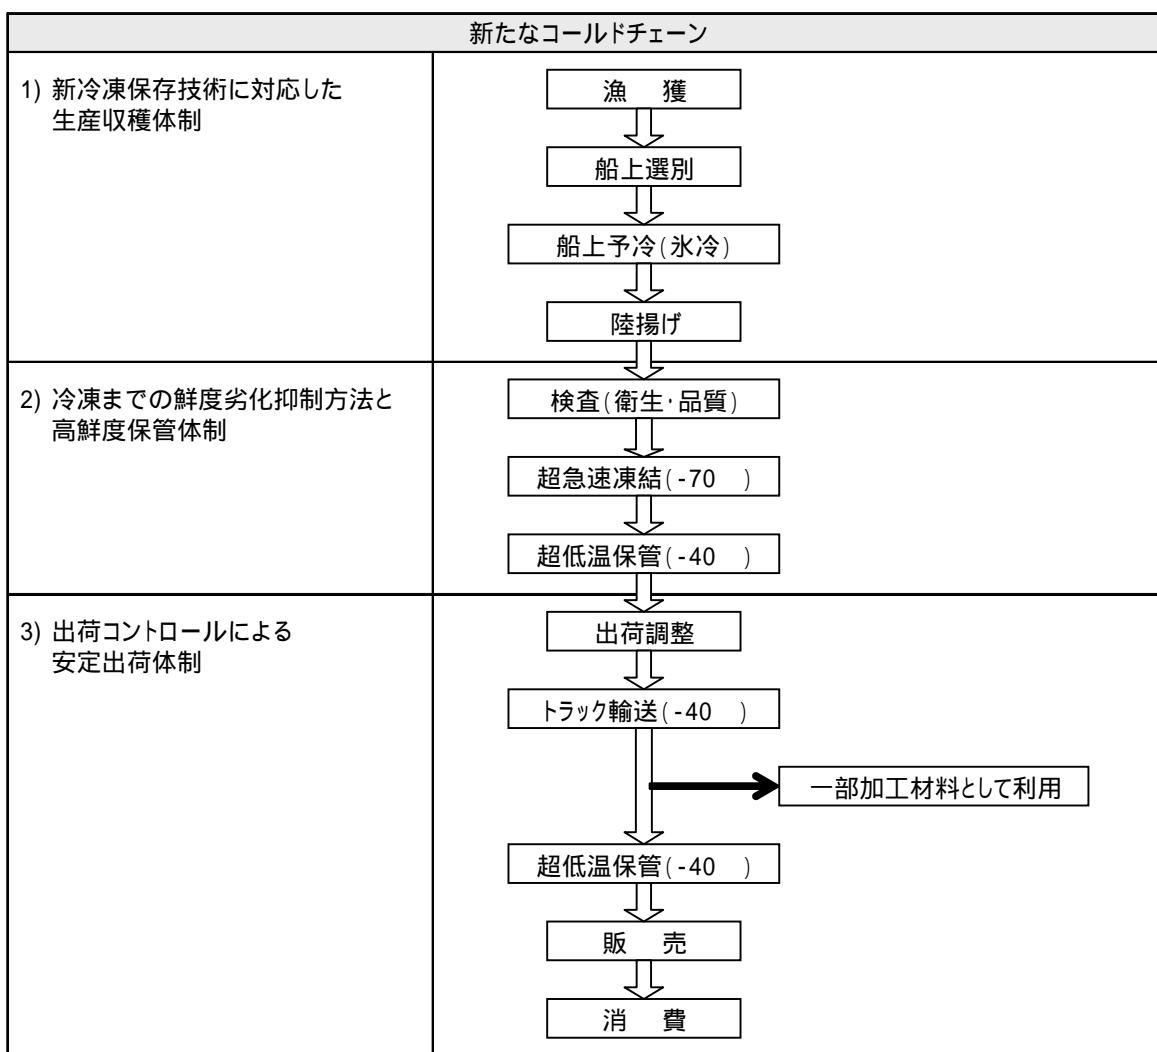 新たなコールドチェーン
1) 新冷凍保存技術に対応した
生産収穫体制
漁 獲
船上選別
船上予冷(氷冷)
陸揚げ
2) 冷凍までの鮮度劣化抑制方法と
高鮮度保管体制
検査(衛生・品質)
超急速凍結(-70 )
超低温保管(-40 )
3) 出荷コントロールによる
安定出荷体制
出荷調整
トラック輸送(-40 )
一部加工材料として利用
超低温保管(-40 )
販 売
消 費